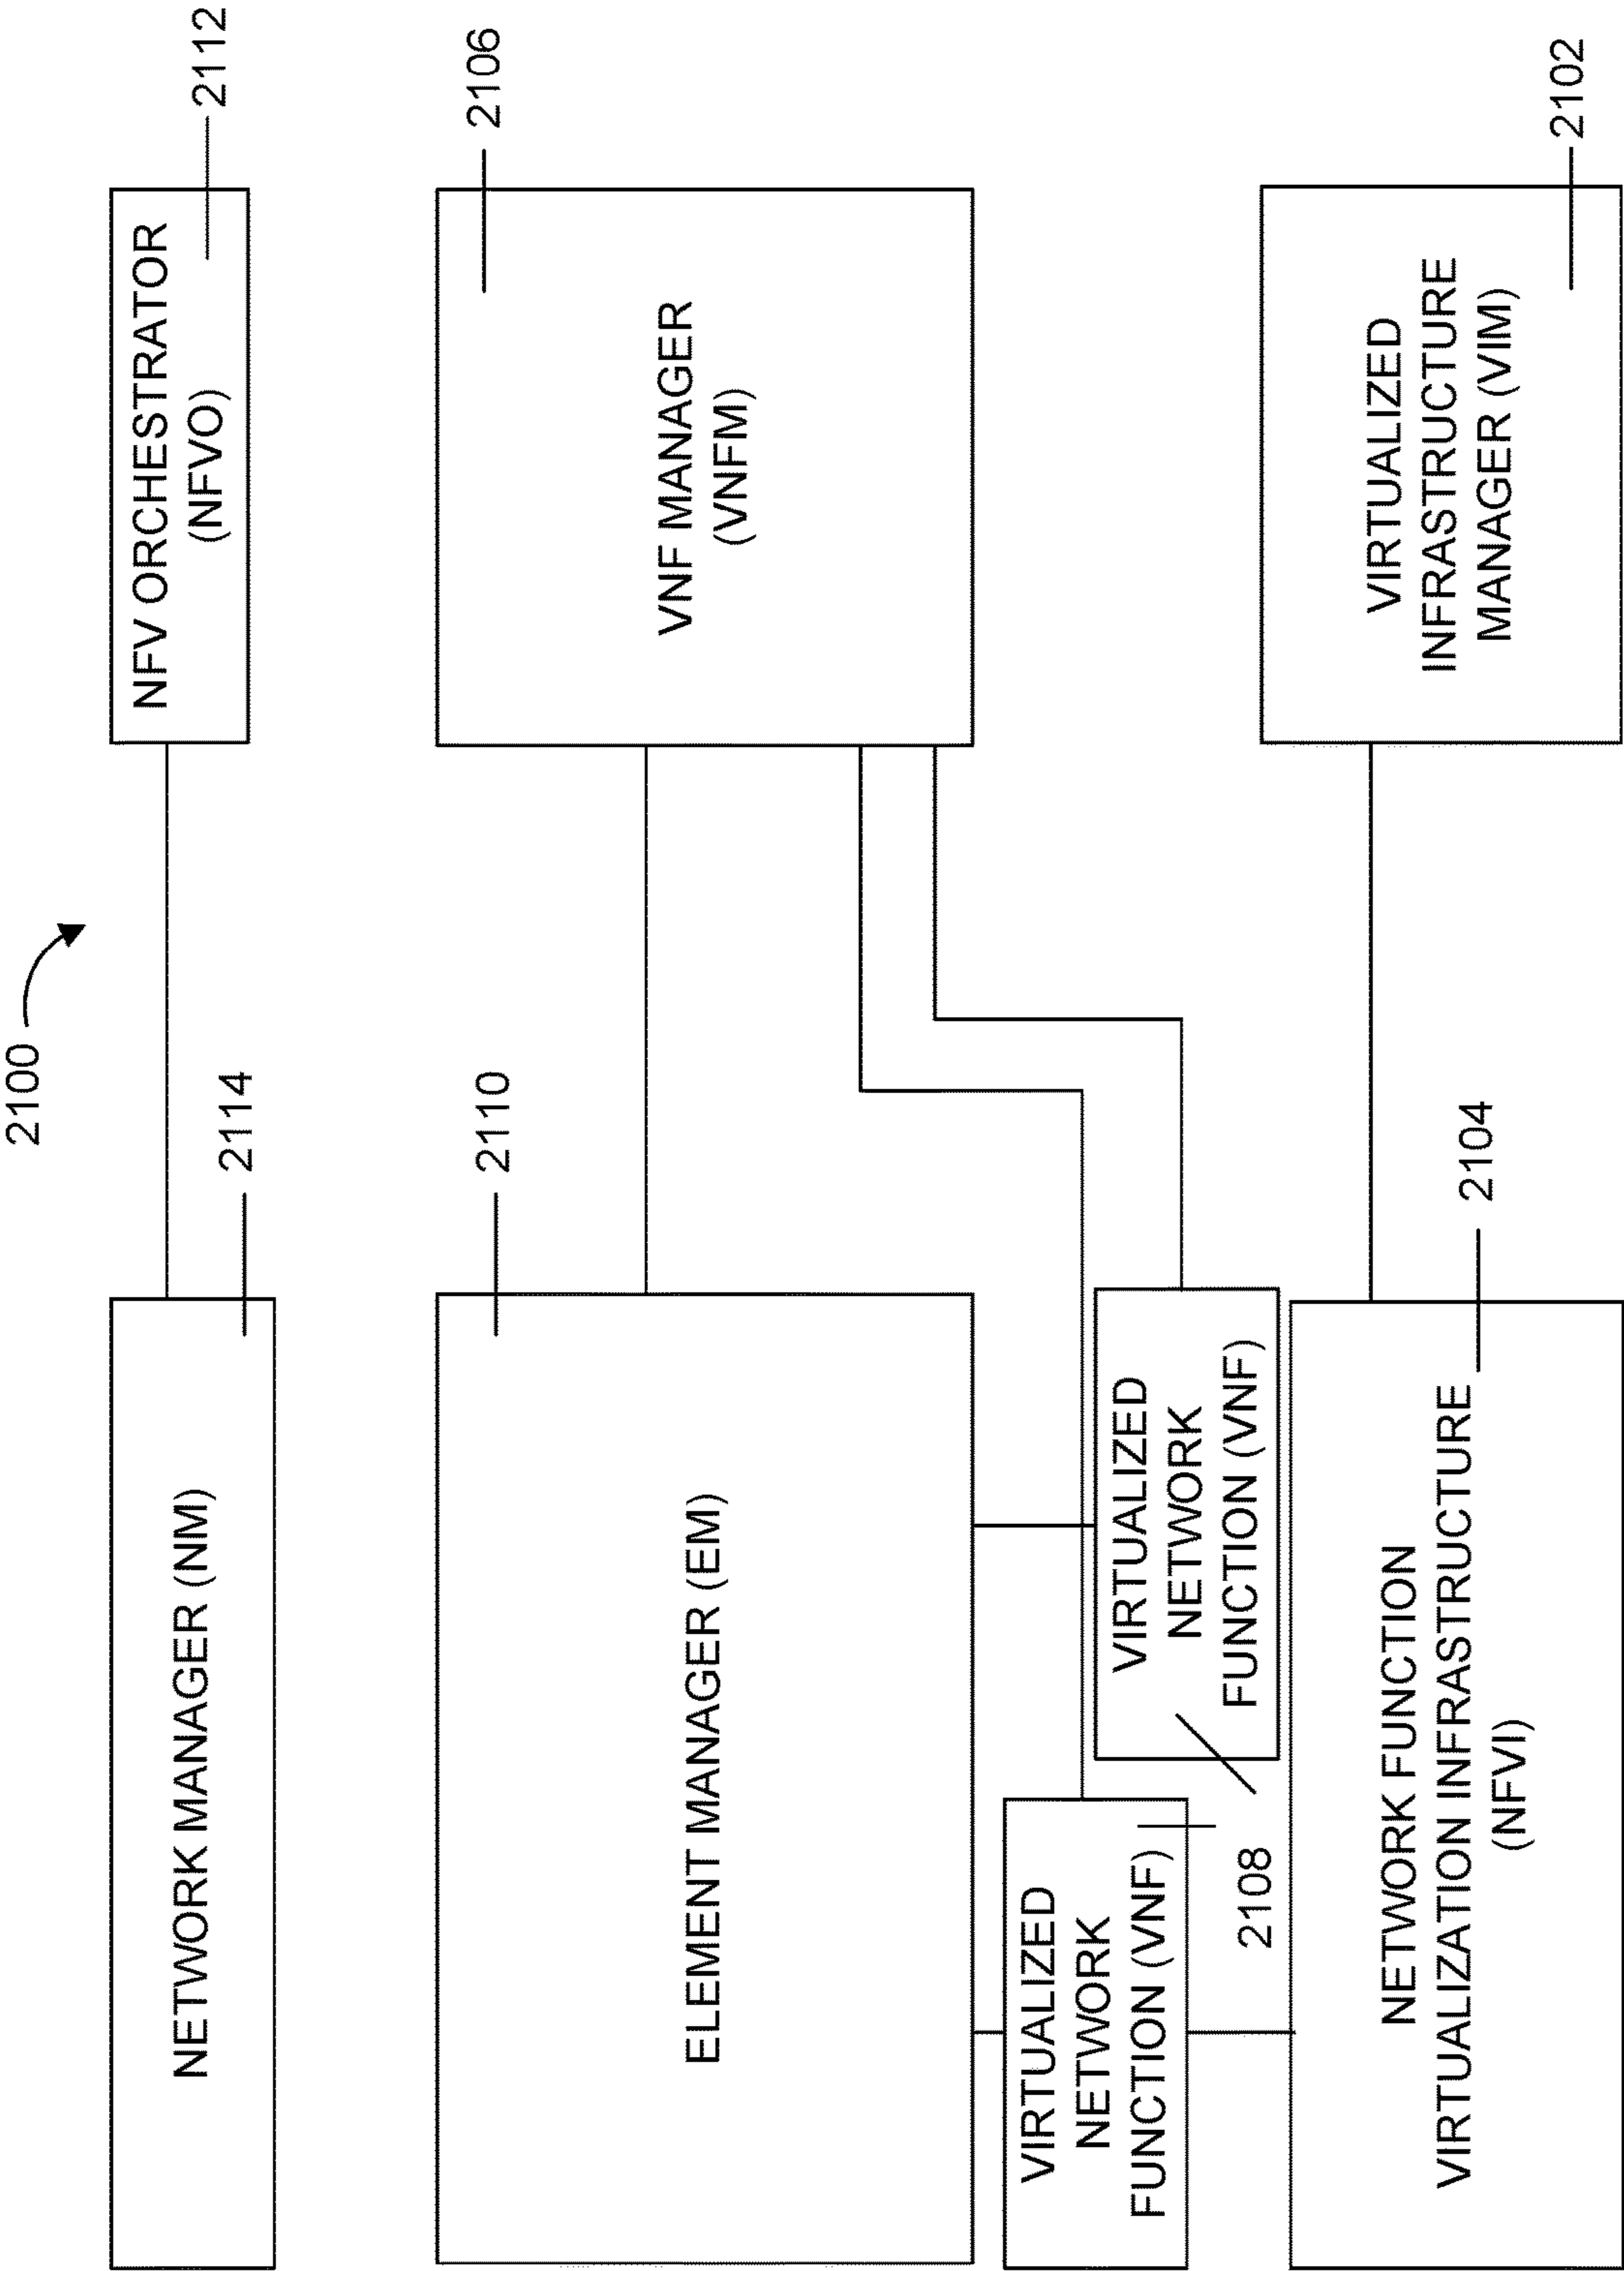 2100
NETWORK MANAGER (NM)
2114
NFV ORCHESTRATOR
(NFVO)
2112
ELEMENT MANAGER (EM)
2110
VNF MANAGER
(VNFM)
2106
VIRTUALIZED
NETWORK
FUNCTION (VNF)
VIRTUALIZED
NETWORK
FUNCTION (VNF)
2108
NETWORK FUNCTION
VIRTUALIZATION INFRASTRUCTURE
(NFVI)
2104
VIRTUALIZED
INFRASTRUCTURE
MANAGER (VIM)
2102